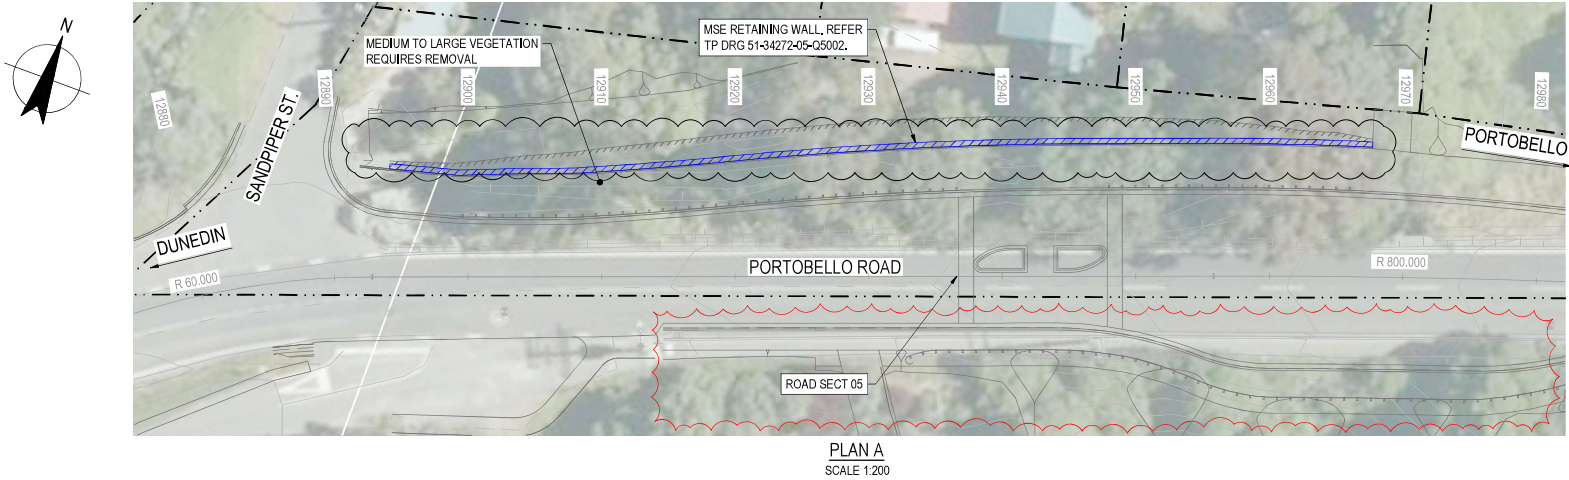 N
MEDIUM TO LARGE VEGETATION
REQUIRES REMOVAL
MSE RETAINING WALL, REFER
TP DRG 51-34272-05-Q5002.
12880
12890
12900
12910
12920
12930
12940
12950
12960
12970
12980
SANDPIPER ST.
PORTOBELLO
DUNEDIN
R 60.000
PORTOBELLO ROAD
R 800.000
ROAD SECT 05
PLAN A
SCALE 1:200